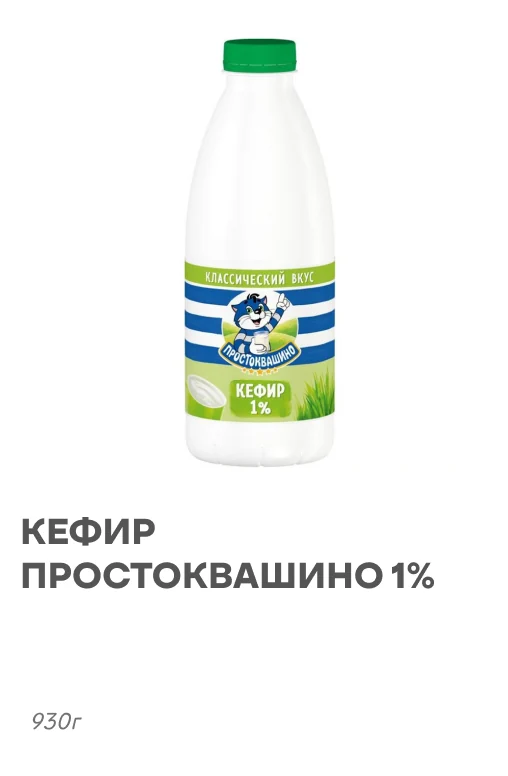 КЛАССИЧЕСКИЙ ВКУС
ПРОСТОКВАШИНО
КЕФИР
1%
КЕФИР
ПРОСТОКВАШИНО 1%
930г